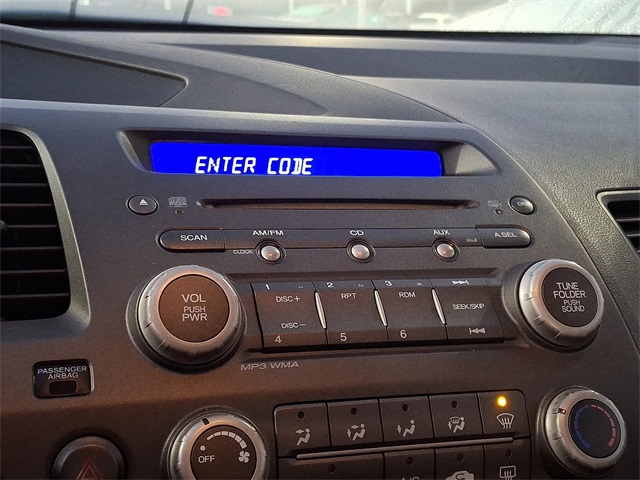 ENTER CODE
SCAN
AM/FM
CD
AUX
A.SEL
CLOCK
VOL
PUSH
PWR
1 2 3
DISC +
RPT
RDM
SEEK/SKIP
DISC −
4 5 6
TUNE
FOLDER
PUSH
SOUND
MP3 WMA
PASSENGER
AIRBAG
OFF
A/C